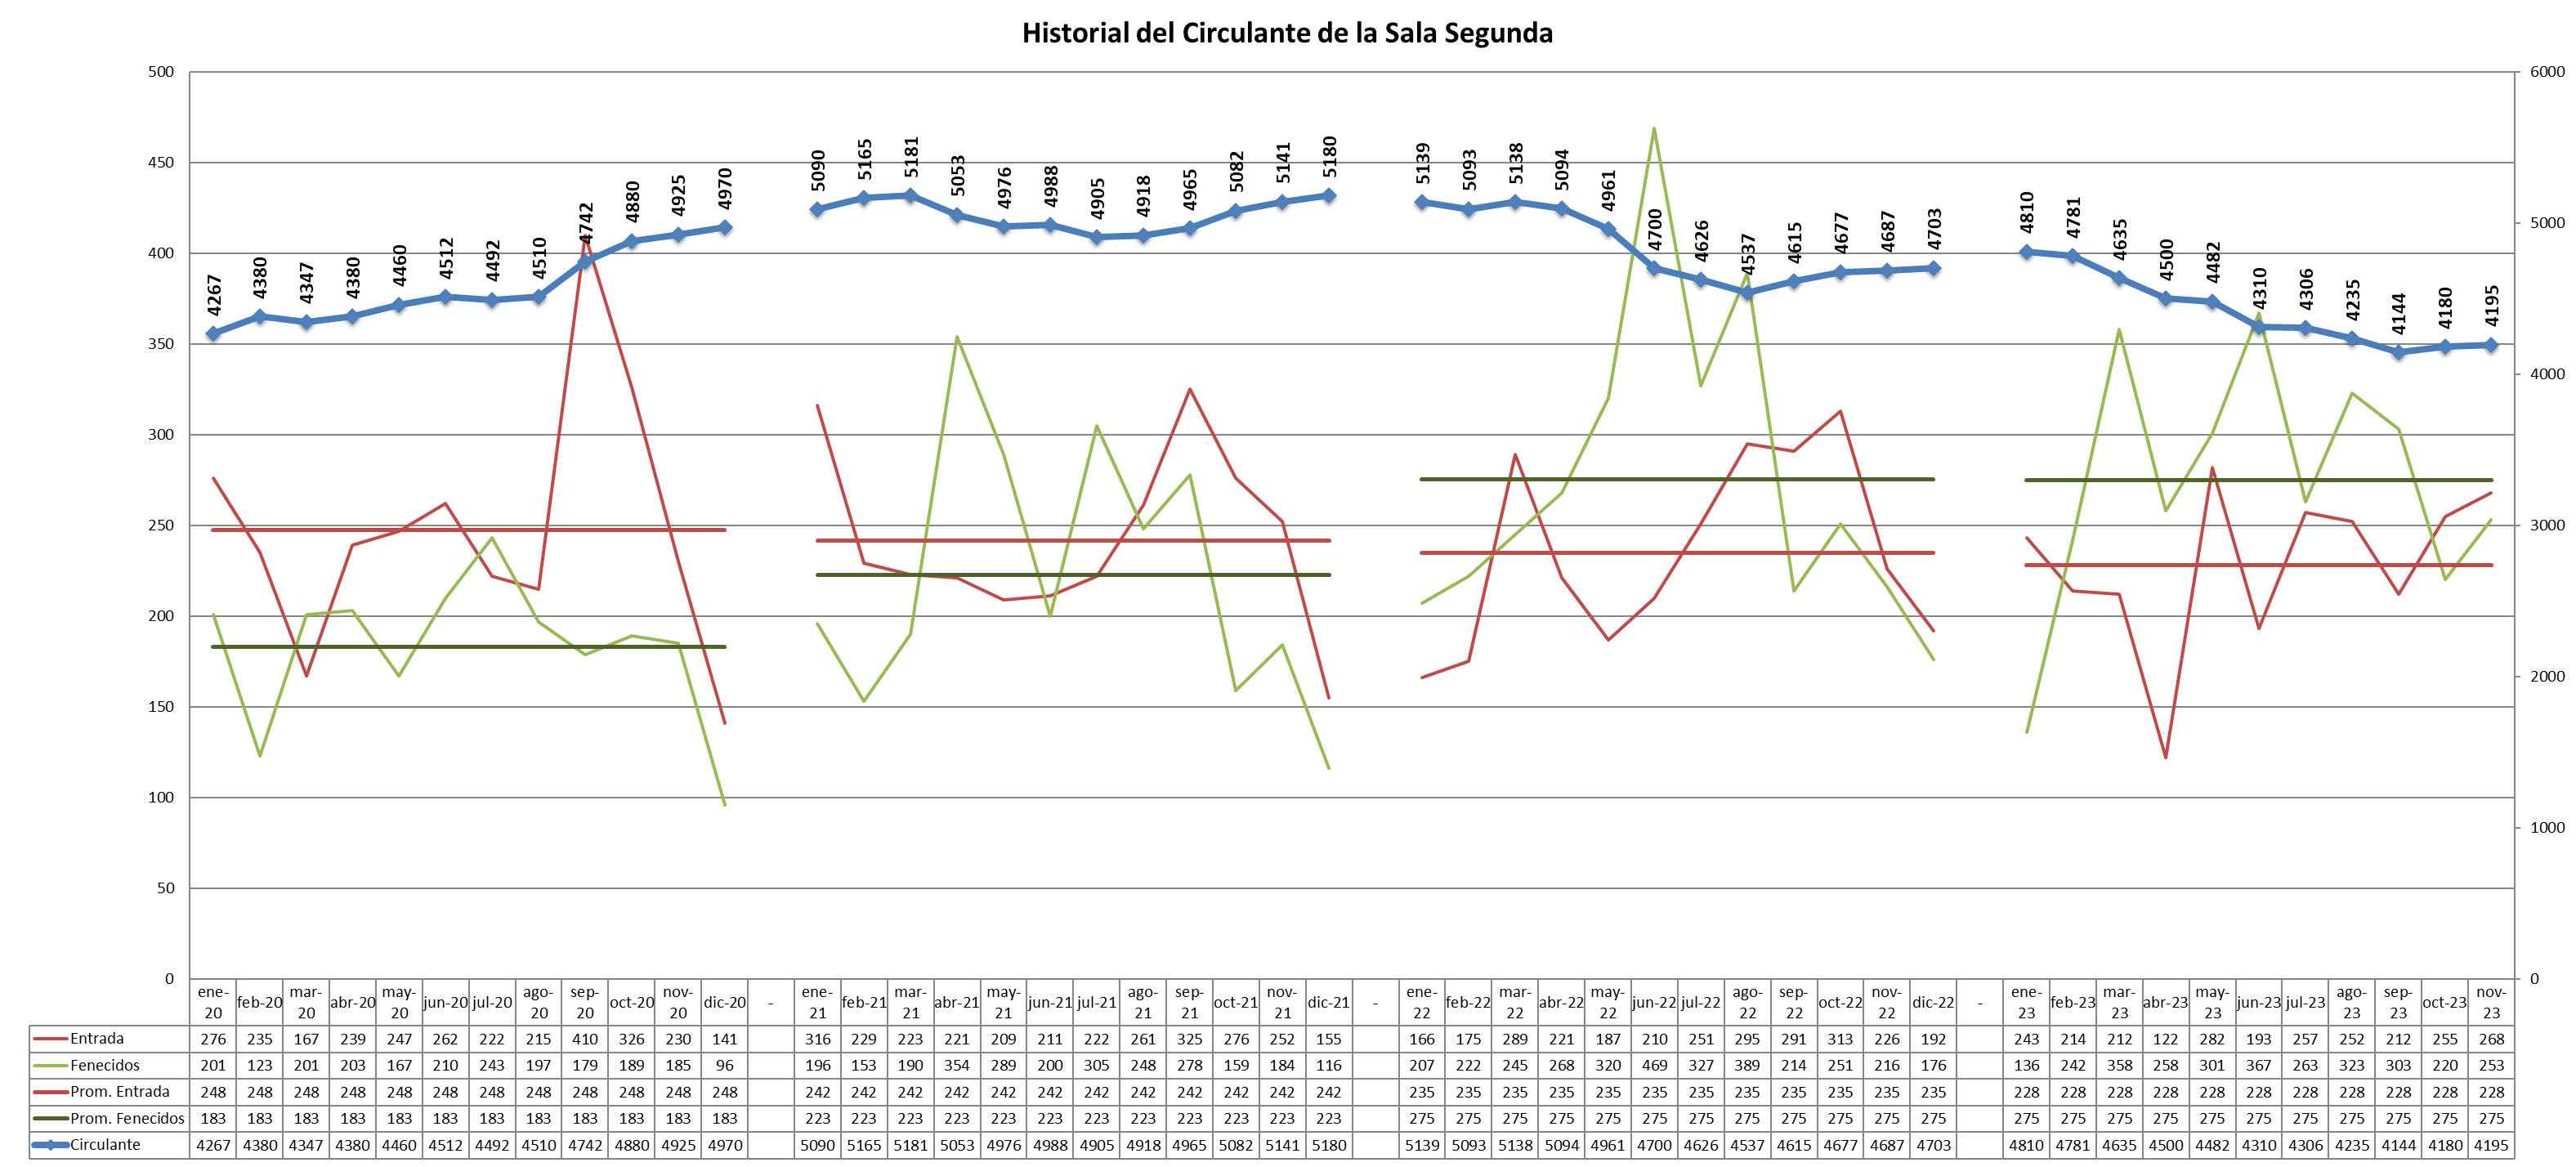 Historial del Circulante de la Sala Segunda
500
450
400
350
300
250
200
150
100
50
0
6000
5000
4000
3000
2000
1000
0
4267 4380 4347 4380 4460 4512 4492 4510 4742 4880 4925 4970 5090 5165 5181 5053 4976 4988 4905 4918 4965 5082 5141 5180 5139 5093 5138 5094 4961 4700 4626 4537 4615 4677 4687 4703 4810 4781 4635 4500 4482 4310 4306 4235 4144 4180 4195
ene-20 feb-20 mar-20 abr-20 may-20 jun-20 jul-20 ago-20 sep-20 oct-20 nov-20 dic-20 - ene-21 feb-21 mar-21 abr-21 may-21 jun-21 jul-21 ago-21 sep-21 oct-21 nov-21 dic-21 - ene-22 feb-22 mar-22 abr-22 may-22 jun-22 jul-22 ago-22 sep-22 oct-22 nov-22 dic-22 - ene-23 feb-23 mar-23 abr-23 may-23 jun-23 jul-23 ago-23 sep-23 oct-23 nov-23
Entrada 276 235 167 239 247 262 222 215 410 326 230 141 316 229 223 221 209 211 222 261 325 276 252 155 166 175 289 221 187 210 251 295 291 313 226 192 243 214 212 122 282 193 257 252 212 255 268
Fenecidos 201 123 201 203 167 210 243 197 179 189 185 96 196 153 190 354 289 200 305 248 278 159 184 116 207 222 245 268 320 469 327 389 214 251 216 176 136 242 358 258 301 367 263 323 303 220 253
Prom. Entrada 248 248 248 248 248 248 248 248 248 248 248 248 242 242 242 242 242 242 242 242 242 242 242 242 235 235 235 235 235 235 235 235 235 235 235 235 228 228 228 228 228 228 228 228 228 228 228
Prom. Fenecidos 183 183 183 183 183 183 183 183 183 183 183 183 223 223 223 223 223 223 223 223 223 223 223 223 275 275 275 275 275 275 275 275 275 275 275 275 275 275 275 275 275 275 275 275 275 275 275
Circulante 4267 4380 4347 4380 4460 4512 4492 4510 4742 4880 4925 4970 5090 5165 5181 5053 4976 4988 4905 4918 4965 5082 5141 5180 5139 5093 5138 5094 4961 4700 4626 4537 4615 4677 4687 4703 4810 4781 4635 4500 4482 4310 4306 4235 4144 4180 4195